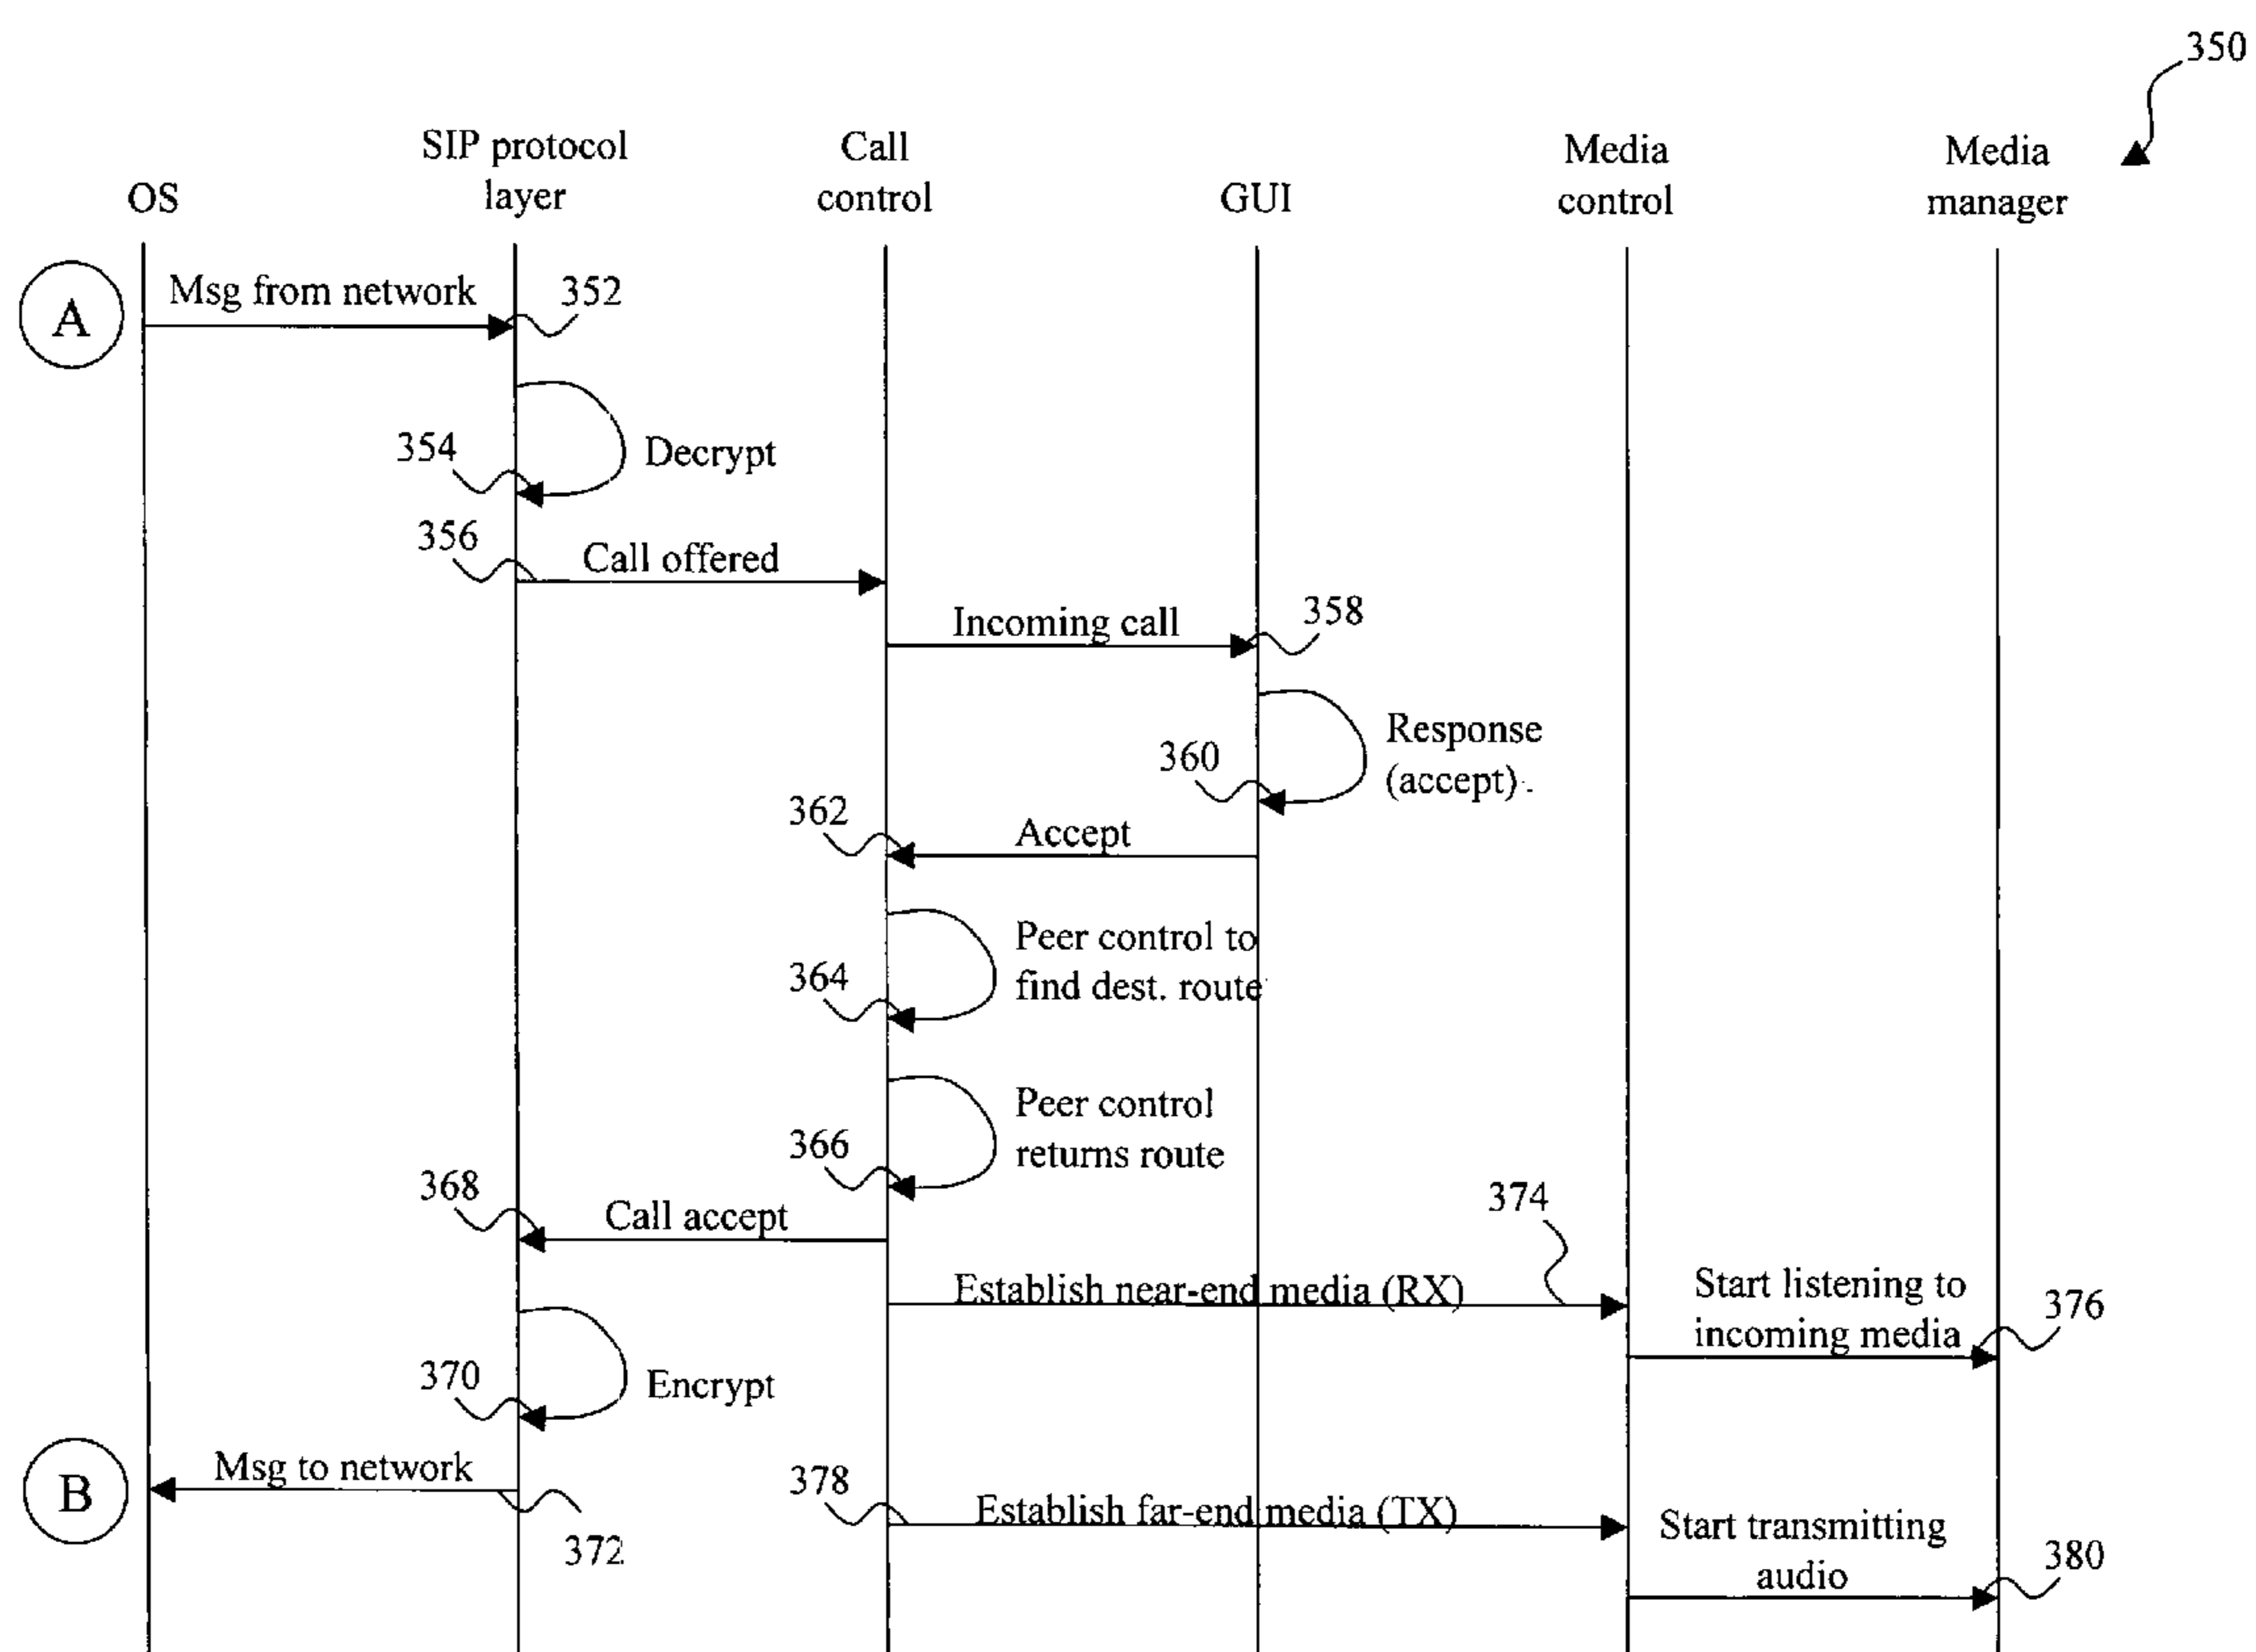 350
SIP protocol
layer
Call
control
Media
control
Media
manager
OS
GUI
A
Msg from network
352
354
Decrypt
356
Call offered
Incoming call
358
Response
(accept)
360
362
Accept
Peer control to
find dest. route
364
Peer control
returns route
366
368
Call accept
374
Establish near-end media (RX)
Start listening to
incoming media
376
370
Encrypt
B
Msg to network
372
378
Establish far-end media (TX)
Start transmitting
audio
380